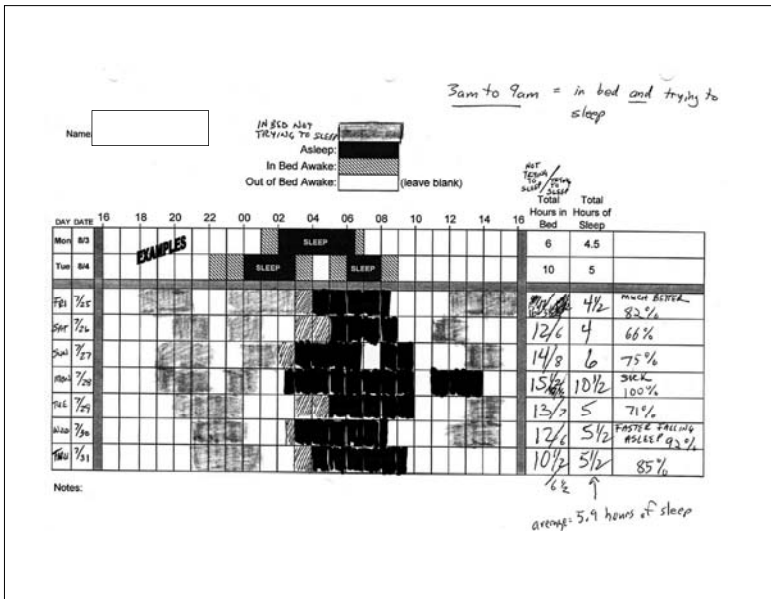 3am to 9am = in bed and trying to
sleep
Name
IN BED NOT
TRYING TO SLEEP
Asleep:
In Bed Awake:
Out of Bed Awake: (leave blank)
NOT
TRYING
TO
SLEEP / TRYING
TO
SLEEP
Total Total
Hours in Hours of
Bed Sleep
DAY DATE 16 18 20 22 00 02 04 06 08 10 12 14 16
Mon 8/3 EXAMPLES SLEEP 6 4.5
Tue 8/4 SLEEP SLEEP 10 5
FRI 7/25 4½ MUCH BETTER
82%
SAT 7/26 12/6 4 66%
SUN 7/27 14/8 6 75%
MON 7/28 15½ 10½ SICK
100%
TUE 7/29 13/7 5 71%
WED 7/30 12/6 5½ FASTER FALLING
ASLEEP 92%
THU 7/31 10½ 5½ 85%
/6½
Notes:
average: 5.9 hours of sleep